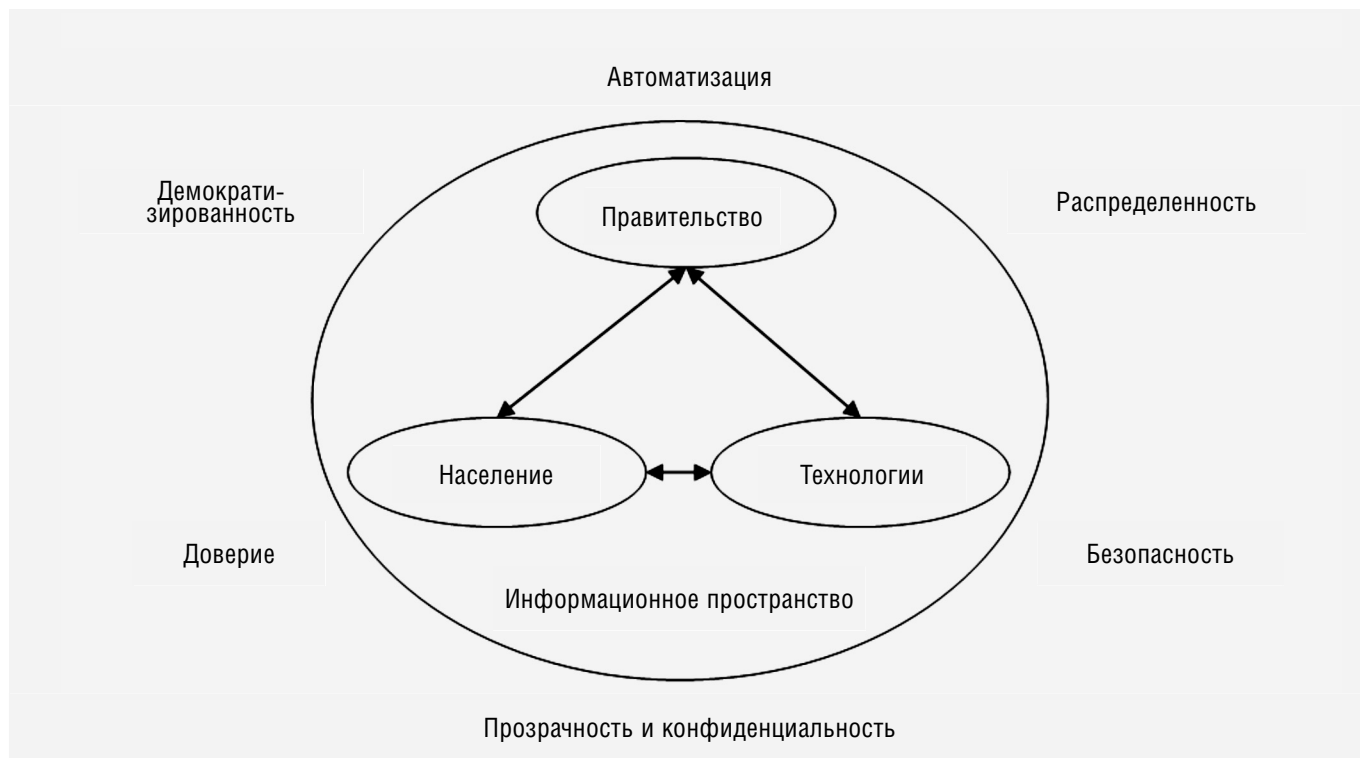 Автоматизация
Демократи-
зированность
Правительство
Распределенность
Население
Технологии
Доверие
Безопасность
Информационное пространство
Прозрачность и конфиденциальность